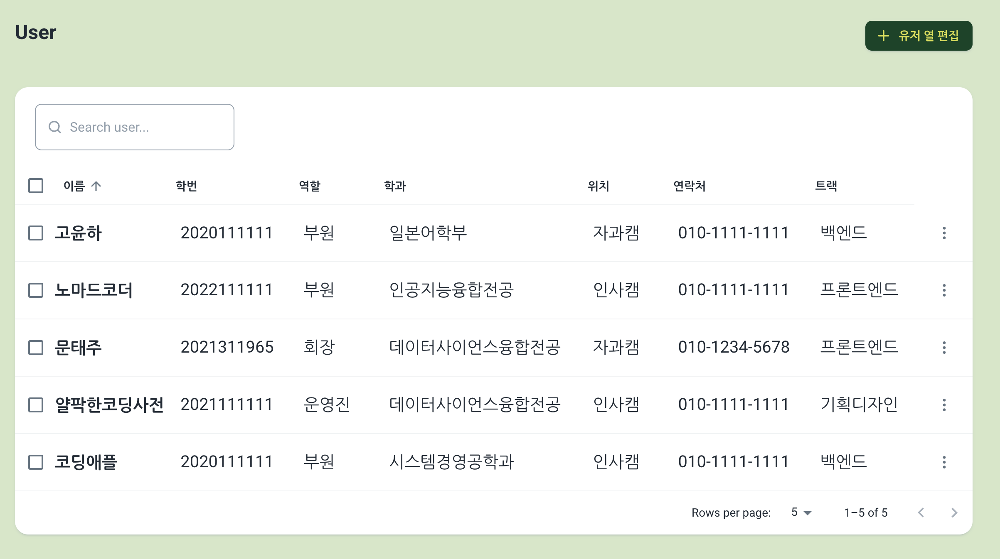 User
유저 열 편집
Search user...
이름 학번 역할 학과 위치 연락처 트랙
고윤하 2020111111 부원 일본어학부 자과캠 010-1111-1111 백엔드
노마드코더 2022111111 부원 인공지능융합전공 인사캠 010-1111-1111 프론트엔드
문태주 2021311965 회장 데이터사이언스융합전공 자과캠 010-1234-5678 프론트엔드
얄팍한코딩사전 2021111111 운영진 데이터사이언스융합전공 인사캠 010-1111-1111 기획디자인
코딩애플 2020111111 부원 시스템경영공학과 인사캠 010-1111-1111 백엔드
Rows per page: 5 1–5 of 5